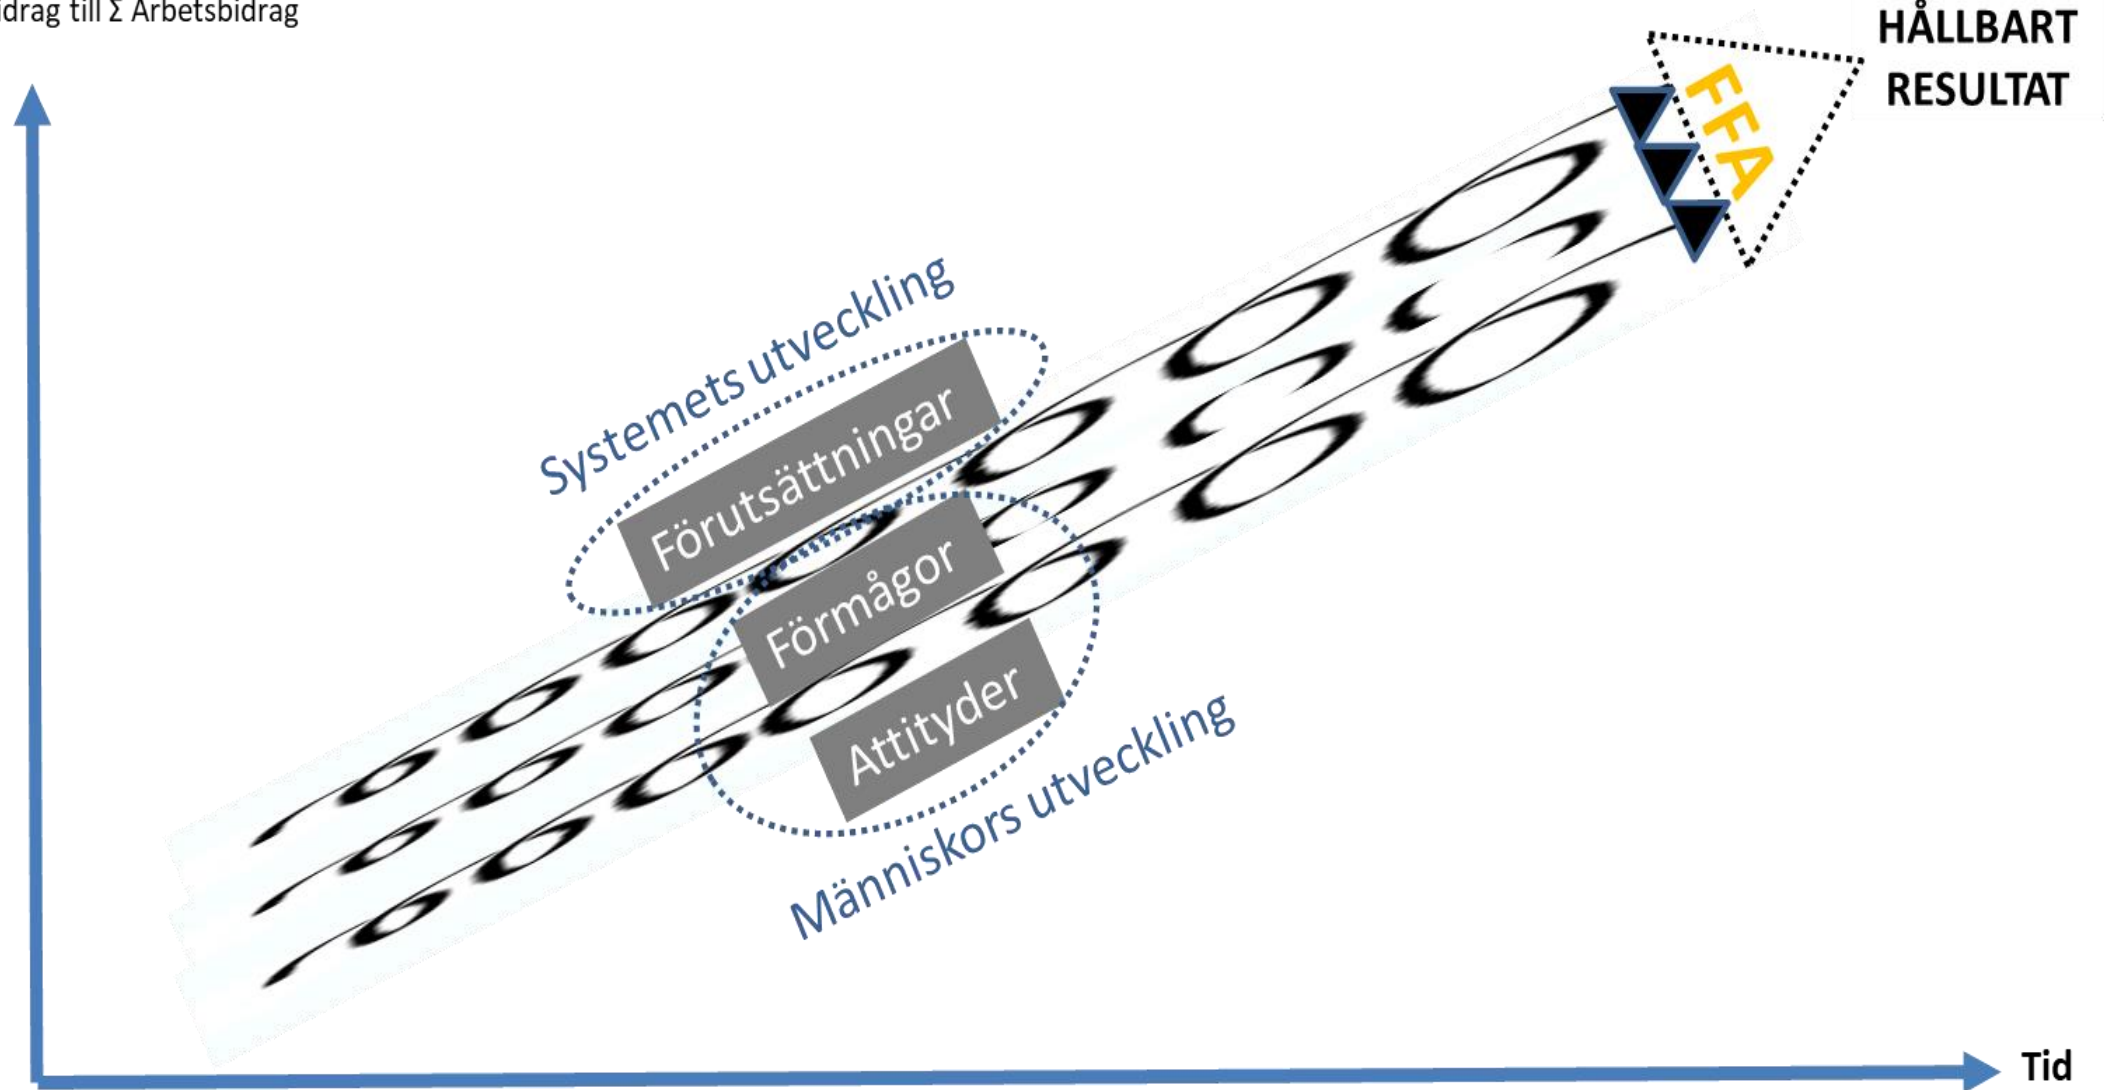 idrag till Σ Arbetsbidrag
HÅLLBART
RESULTAT
FFA
Systemets utveckling
Förutsättningar
Förmågor
Attityder
Människors utveckling
Tid